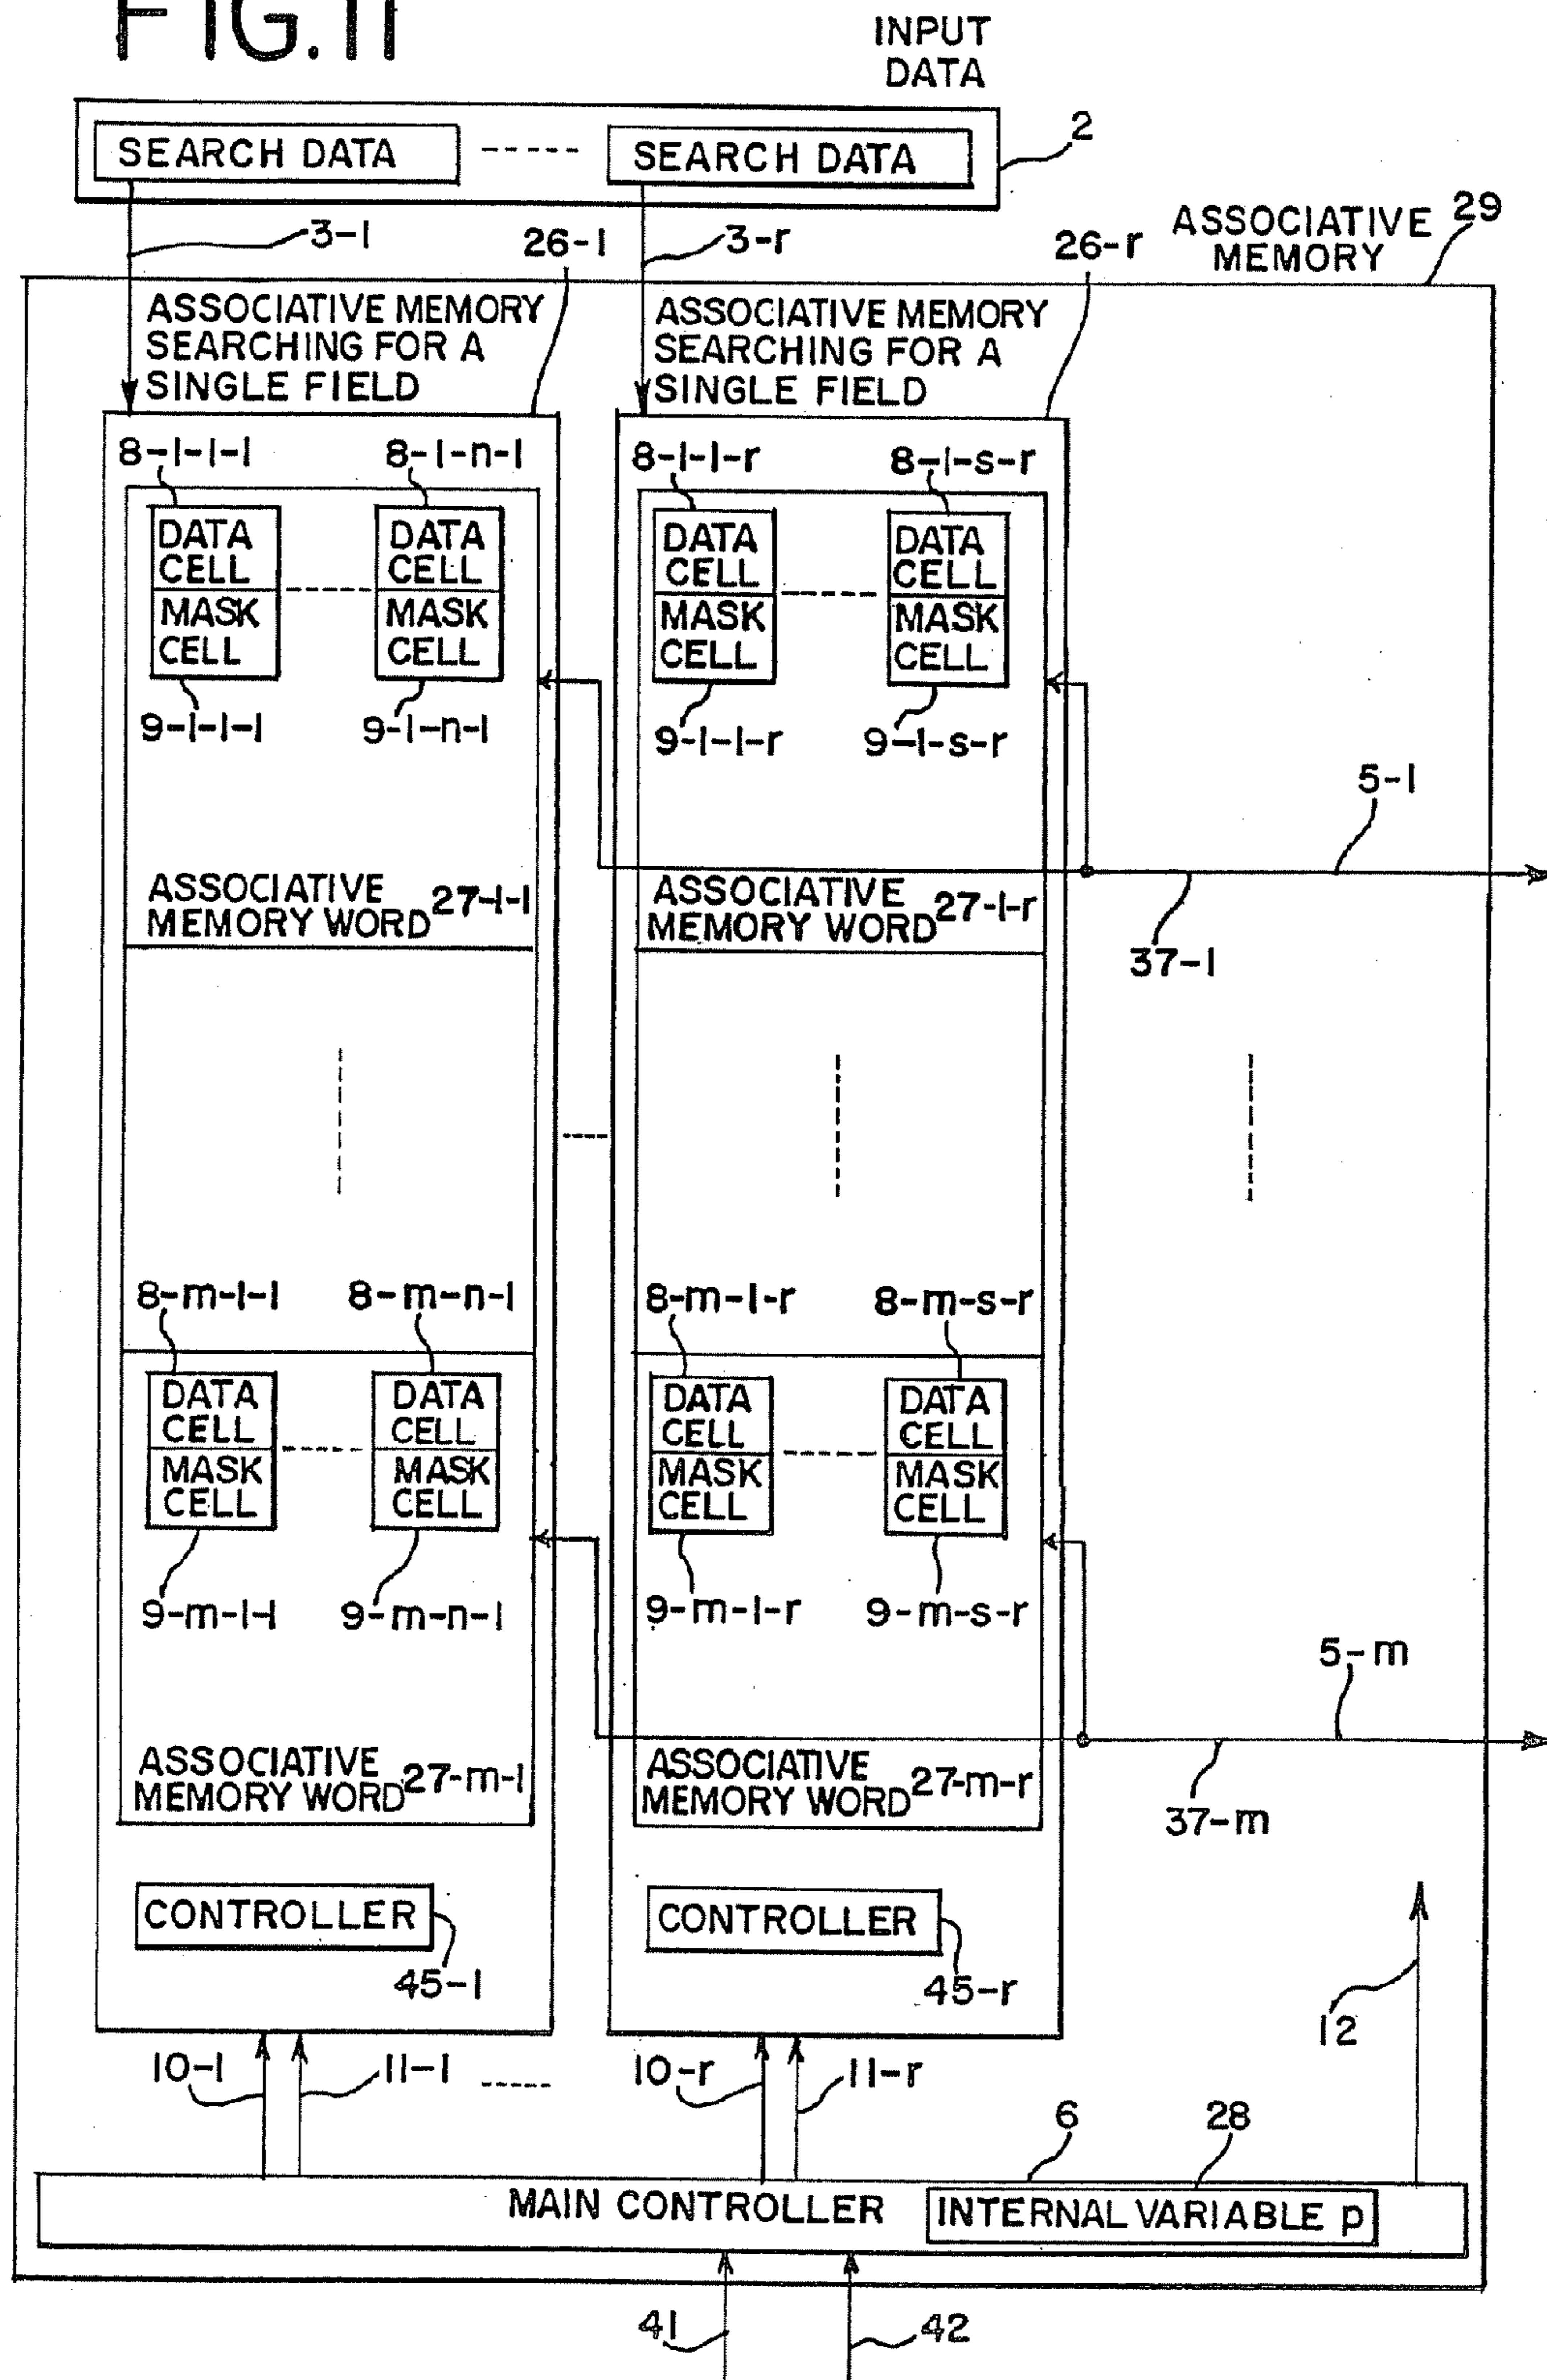 FIG.11
INPUT
DATA
SEARCH DATA ----- SEARCH DATA
2
3-1
26-1
3-r
26-r
ASSOCIATIVE
MEMORY
29
ASSOCIATIVE MEMORY
SEARCHING FOR A
SINGLE FIELD
ASSOCIATIVE MEMORY
SEARCHING FOR A
SINGLE FIELD
8-1-1-1
8-1-n-1
8-1-1-r
8-1-s-r
DATA
CELL
MASK
CELL
DATA
CELL
MASK
CELL
DATA
CELL
MASK
CELL
DATA
CELL
MASK
CELL
9-1-1-1
9-1-n-1
9-1-1-r
9-1-s-r
5-1
ASSOCIATIVE
MEMORY WORD 27-1-1
ASSOCIATIVE
MEMORY WORD 27-1-r
37-1
8-m-1-1
8-m-n-1
8-m-1-r
8-m-s-r
DATA
CELL
MASK
CELL
DATA
CELL
MASK
CELL
DATA
CELL
MASK
CELL
DATA
CELL
MASK
CELL
9-m-1-1
9-m-n-1
9-m-1-r
9-m-s-r
5-m
ASSOCIATIVE
MEMORY WORD 27-m-1
ASSOCIATIVE
MEMORY WORD 27-m-r
37-m
CONTROLLER
45-1
CONTROLLER
45-r
12
10-1
11-1
10-r
11-r
6
28
MAIN CONTROLLER
INTERNAL VARIABLE p
41
42